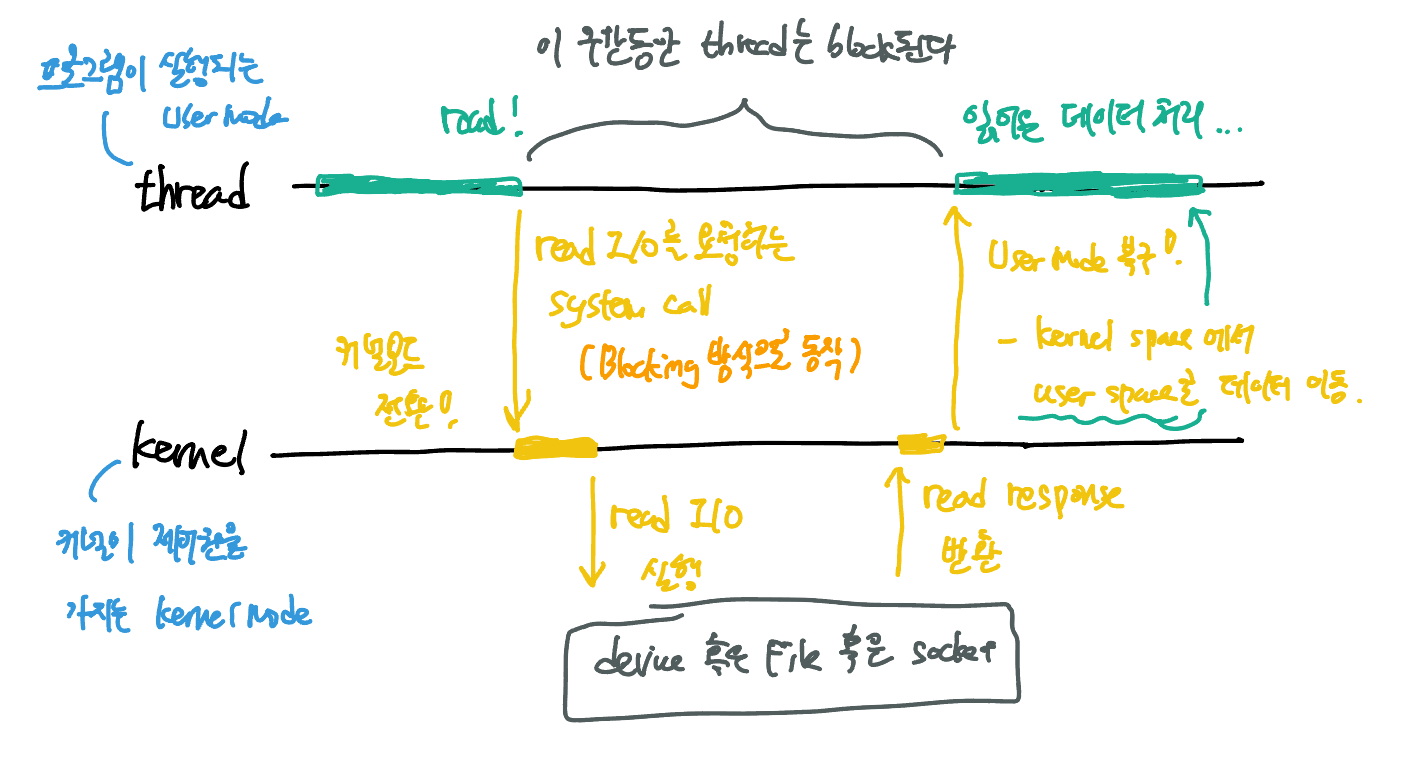 이 구간동안 thread는 block된다
프로그램이 실행되는
User Mode
read!
읽어온 데이터 처리...
thread
read I/O를 요청하는
system call
(Blocking 방식으로 동작)
커널모드
전환!
User Mode 복구!
- kernel space에서
user space로 데이터 이동.
kernel
커널이 제어권을
가지는 kernel Mode
read I/O
실행
read response
반환
device 혹은 File 혹은 socket